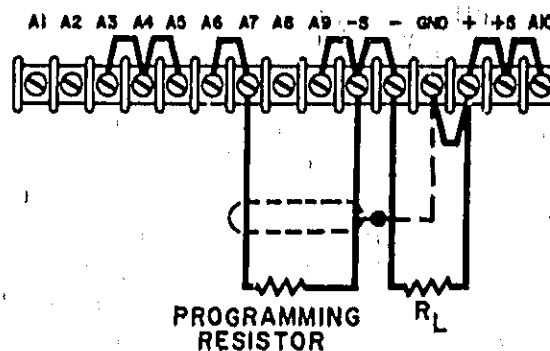 A1 A2 A3 A4 A5 A6 A7 A8 A9 -S - GND + +S A10
PROGRAMMING
RESISTOR
RL